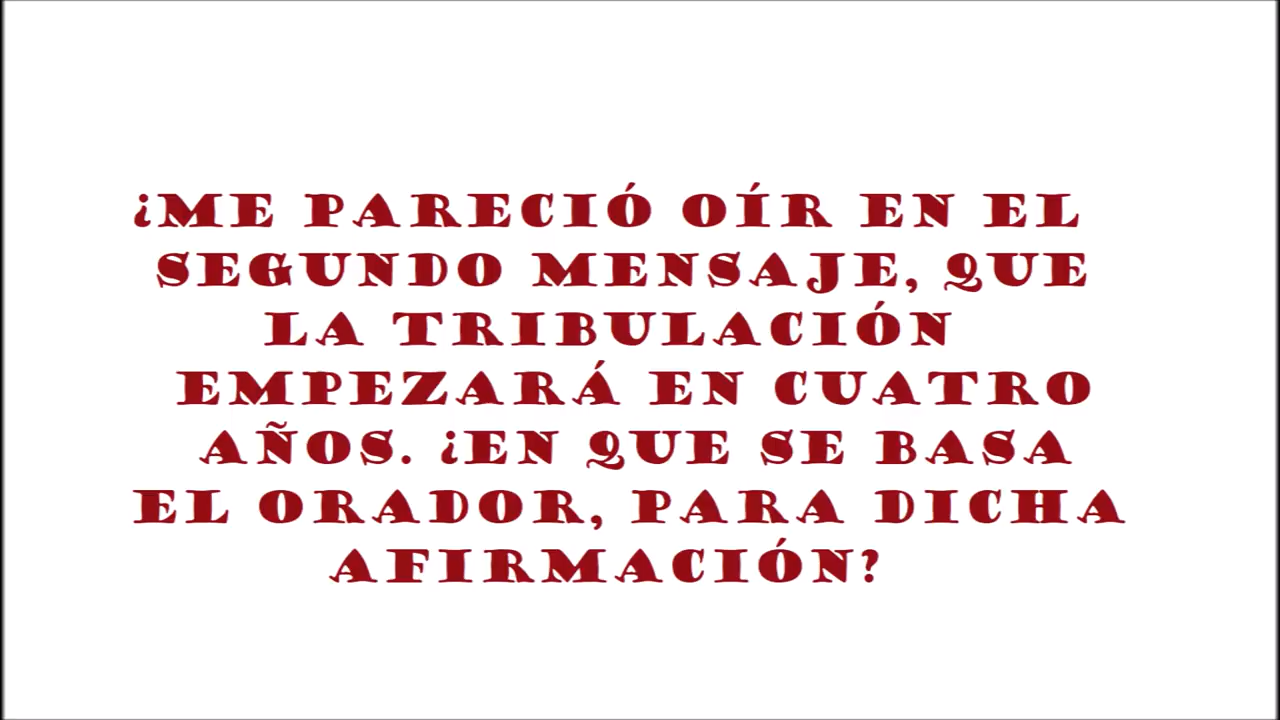 ¿ME PARECIÓ OÍR EN EL
SEGUNDO MENSAJE, QUE
LA TRIBULACIÓN
EMPEZARÁ EN CUATRO
AÑOS. ¿EN QUE SE BASA
EL ORADOR, PARA DICHA
AFIRMACIÓN?